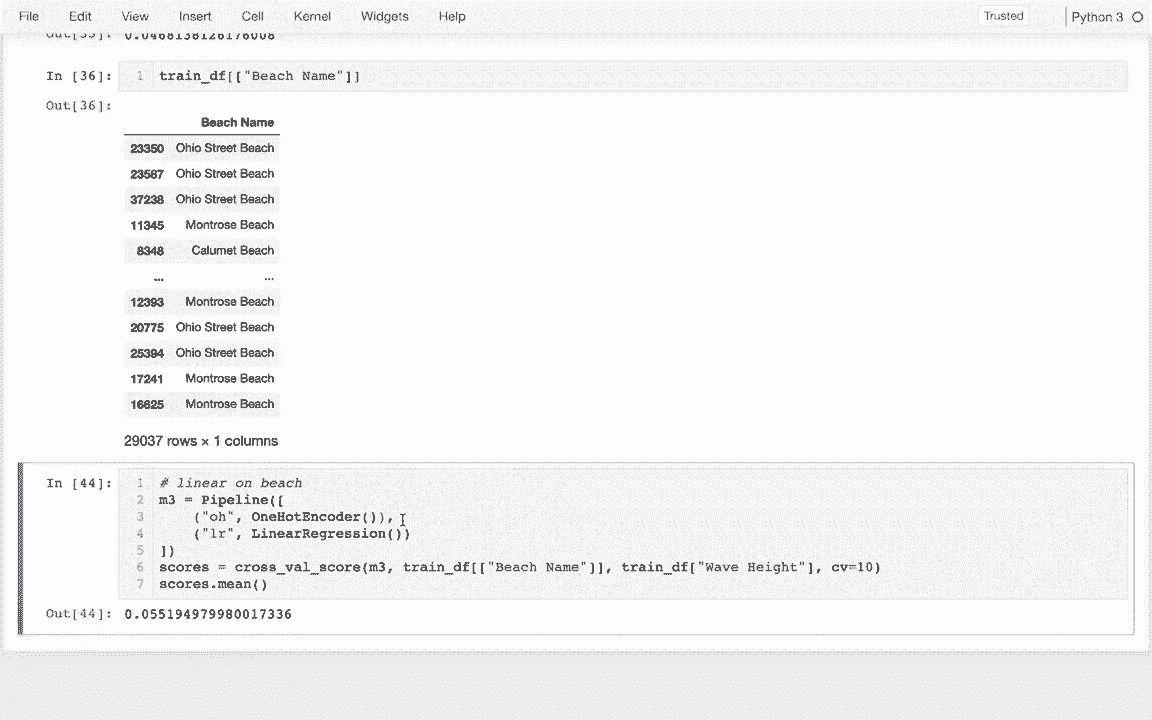 File Edit View Insert Cell Kernel Widgets Help Trusted Python 3
Out[35]: 0.0468138126176008
In [36]: 1 train_df[["Beach Name"]]
Out[36]:
Beach Name
23350 Ohio Street Beach
23587 Ohio Street Beach
37238 Ohio Street Beach
11345 Montrose Beach
8348 Calumet Beach
... ...
12393 Montrose Beach
20775 Ohio Street Beach
25394 Ohio Street Beach
17241 Montrose Beach
16625 Montrose Beach
29037 rows × 1 columns
In [44]: 1 # linear on beach
2 m3 = Pipeline([
3 ("oh", OneHotEncoder()),
4 ("lr", LinearRegression())
5 ])
6 scores = cross_val_score(m3, train_df[["Beach Name"]], train_df["Wave Height"], cv=10)
7 scores.mean()
Out[44]: 0.055194979980017336